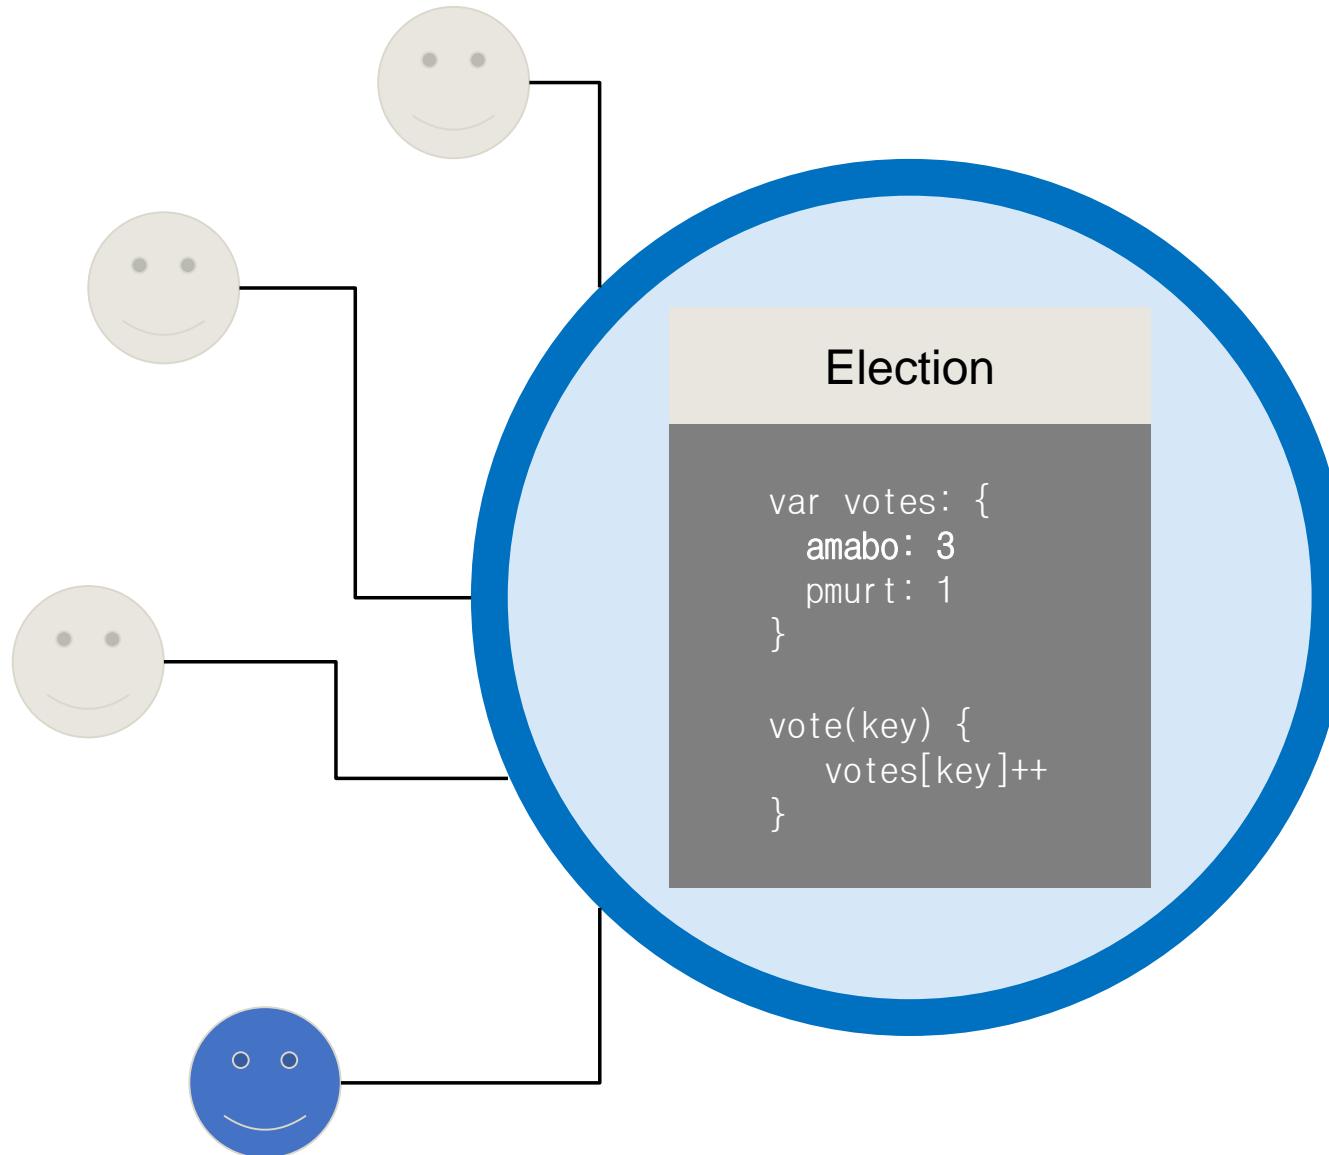 Election
var votes: {
amabo: 3
pmurt: 1
}
vote(key) {
votes[key]++
}